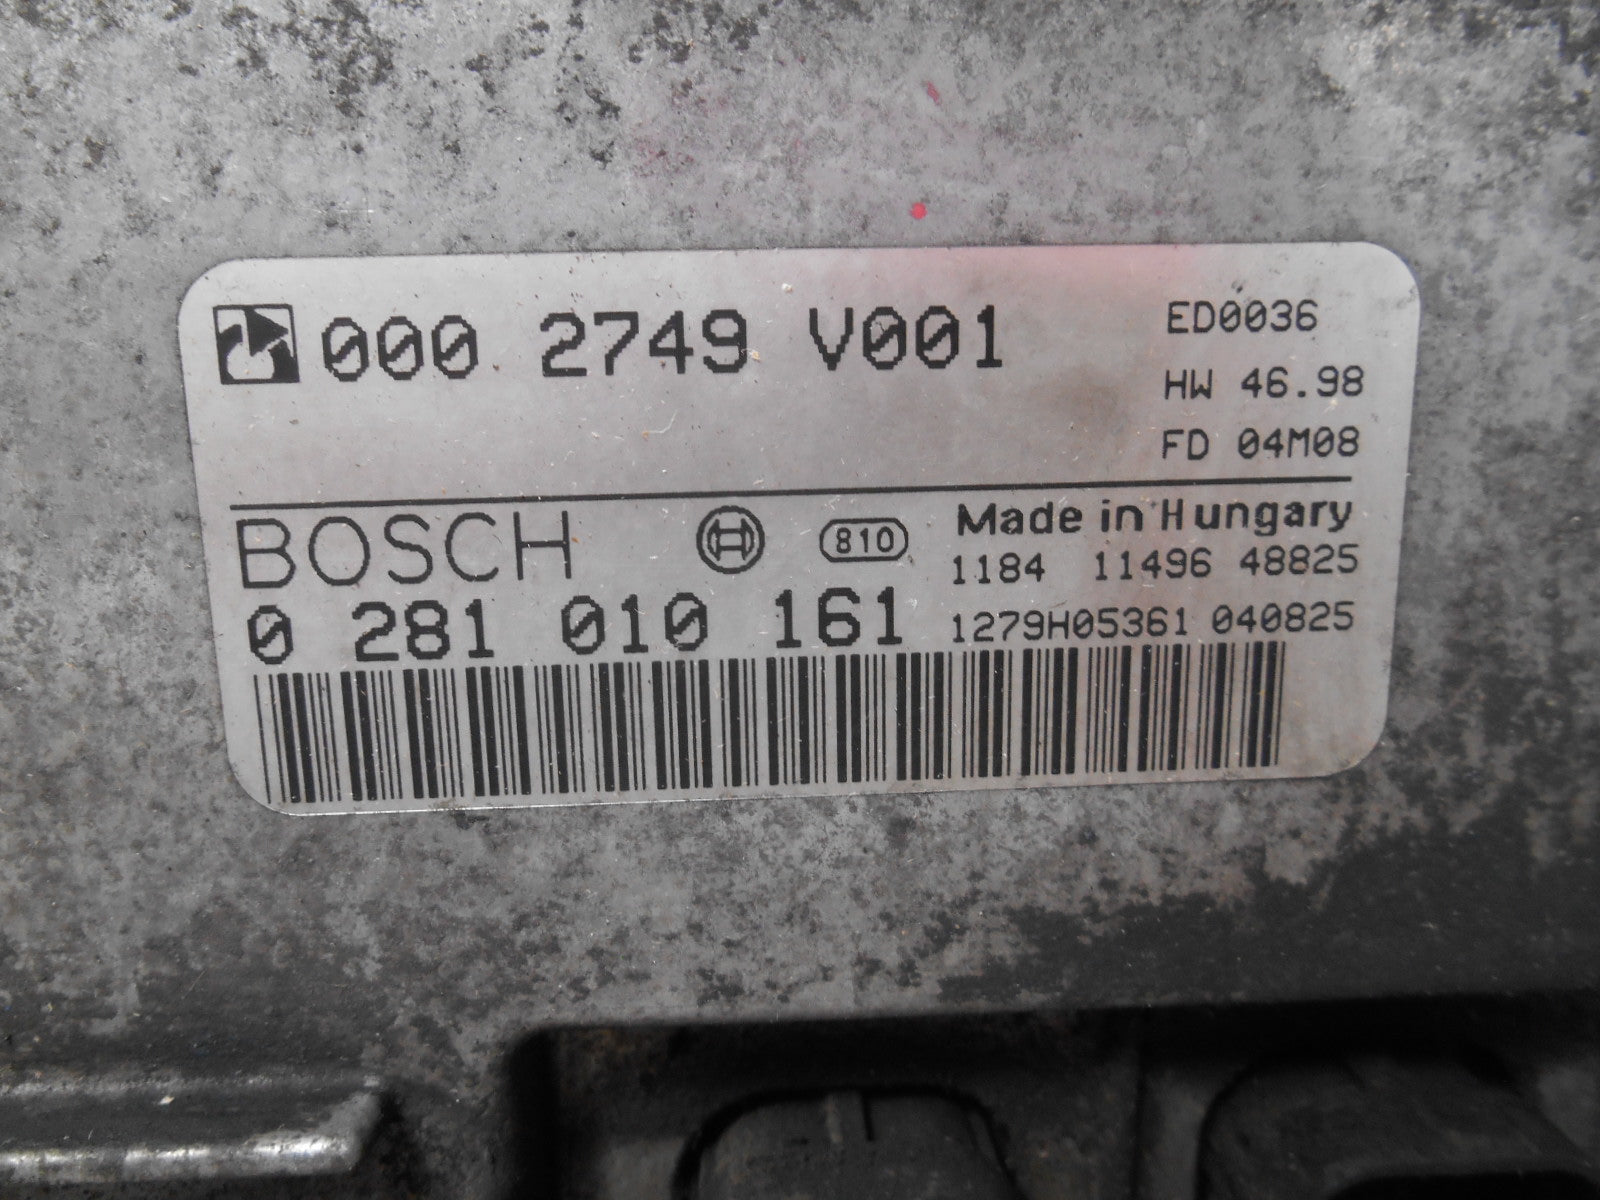 000 2749 V001
ED0036
HW 46.98
FD 04M08
BOSCH
810
Made in Hungary
1184 11496 48825
0 281 010 161
1279H05361 040825